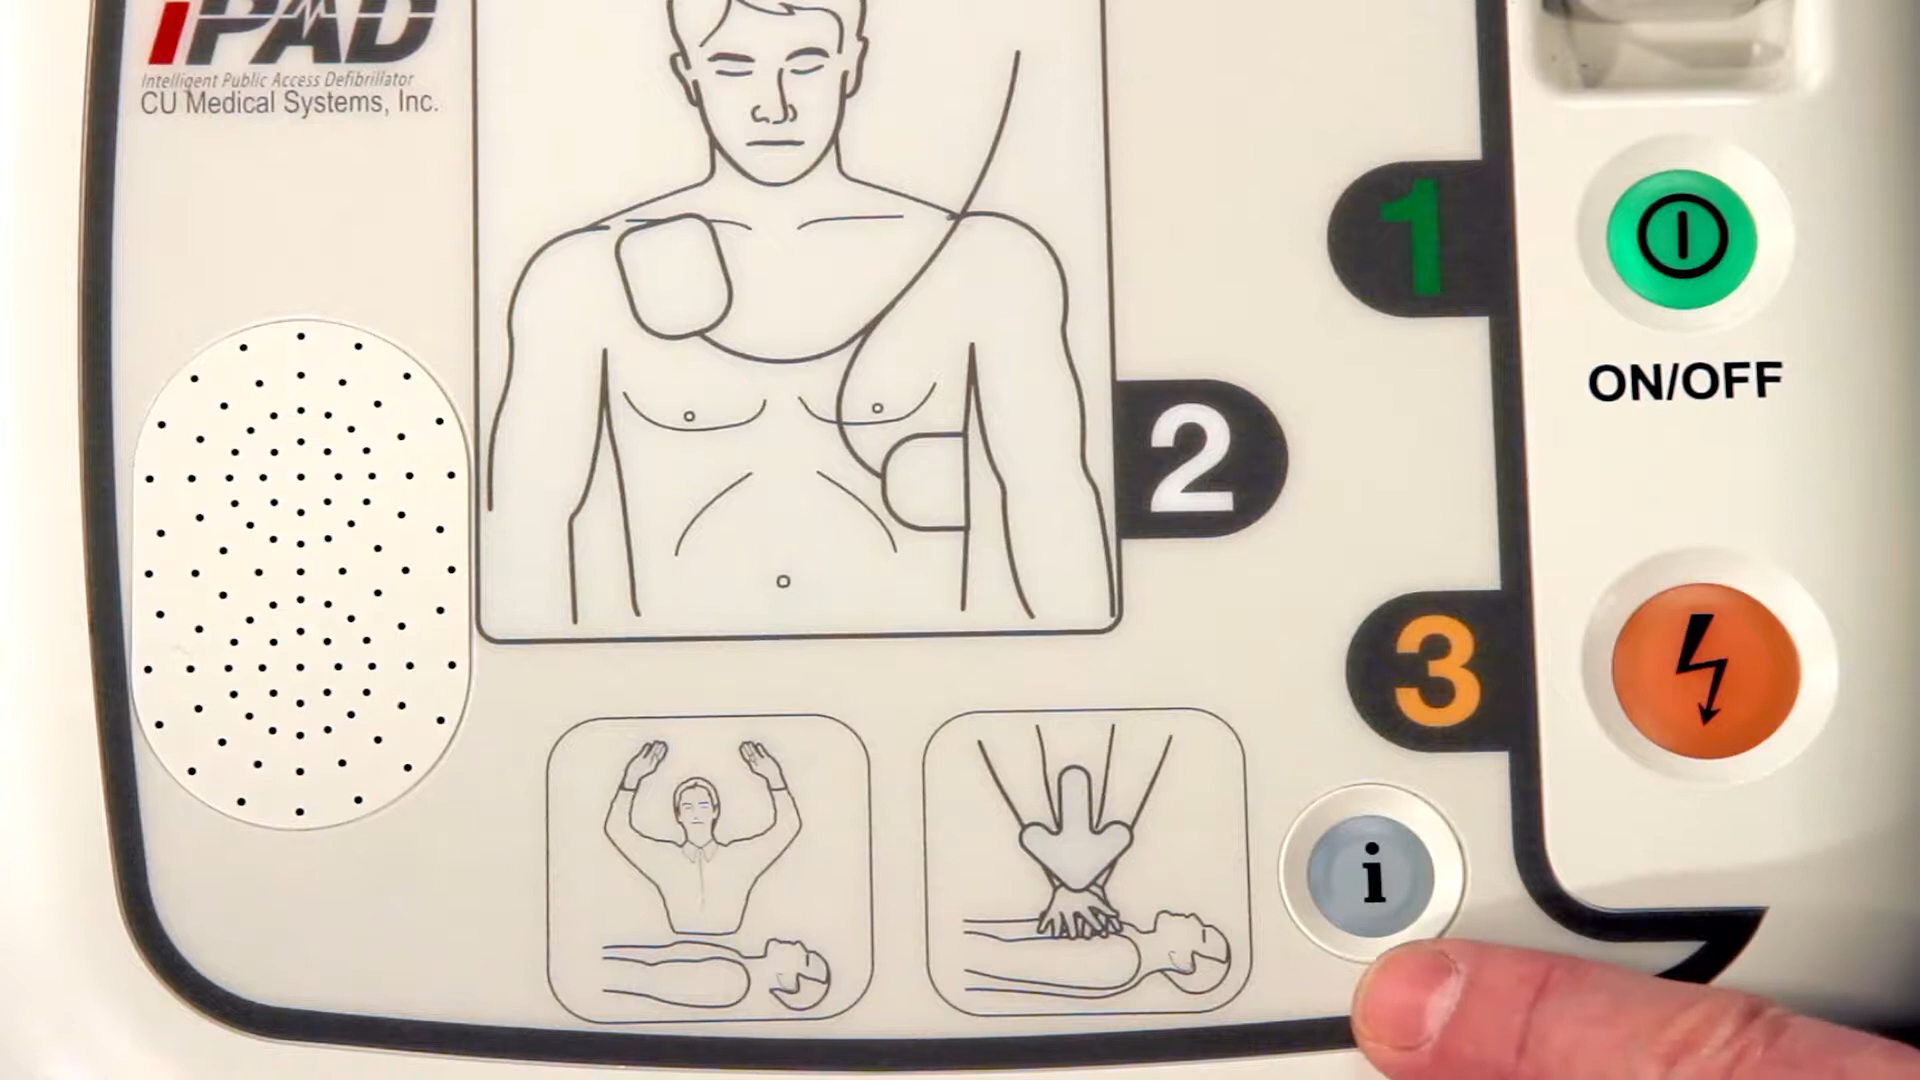 iPAD
Intelligent Public Access Defibrillator
CU Medical Systems, Inc.
1
ON/OFF
2
3
i